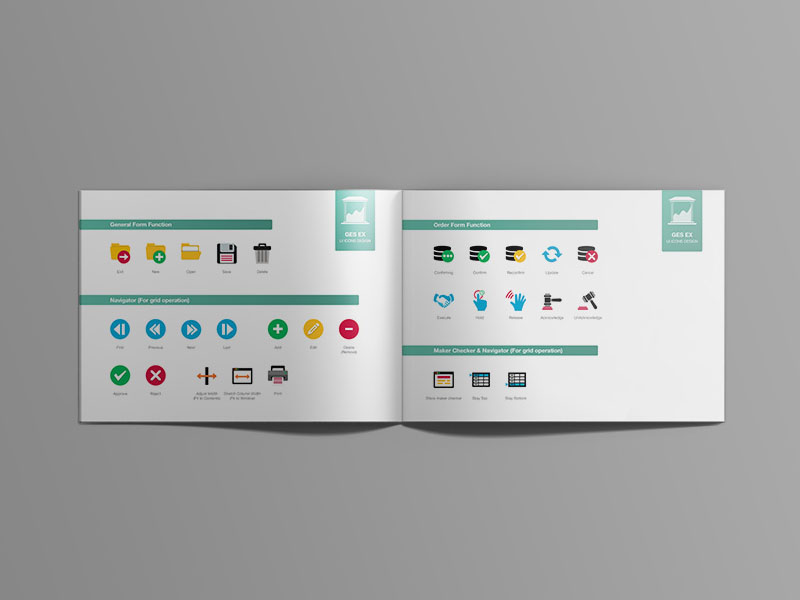 General Form Function
GES EX
UI ICONS DESIGN
Exit
New
Open
Save
Delete
Navigator (For grid operation)
First
Previous
Next
Last
Add
Edit
Delete
(Remove)
Approve
Reject
Adjust width
(Fit to Contents)
Stretch Column Width
(Fit to Window)
Print
Order Form Function
GES EX
UI ICONS DESIGN
Confirming
Confirm
Reconfirm
Update
Cancel
Execute
Hold
Release
Acknowledge
Unacknowledge
Maker Checker & Navigator (For grid operation)
Show maker checker
Stay Top
Stay Bottom